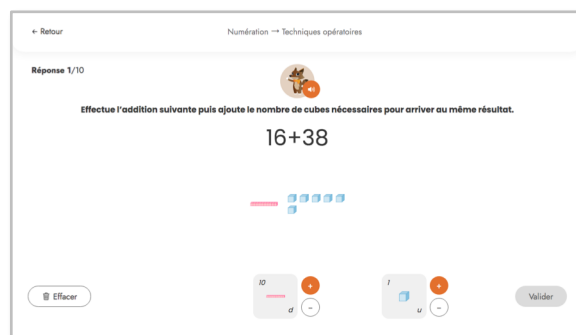 ← Retour
Numération → Techniques opératoires
Réponse 1/10
Effectue l'addition suivante puis ajoute le nombre de cubes nécessaires pour arriver au même résultat.
16+38
10
+
d
-
1
+
u
-
Effacer
Valider